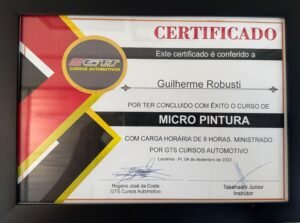 CERTIFICADO
Este certificado é conferido a
GTS
CURSOS AUTOMOTIVOS
Guilherme Robusti
POR TER CONCLUIDO COM ÊXITO O CURSO DE
MICRO PINTURA
COM CARGA HORÁRIA DE 8 HORAS, MINISTRADO
POR GTS CURSOS AUTOMOTIVO
Londrina - Pr, 04 de dezembro de 2022
Rogério José da Costa
GTS Cursos Automotivo
Takahashi Junior
Instrutor